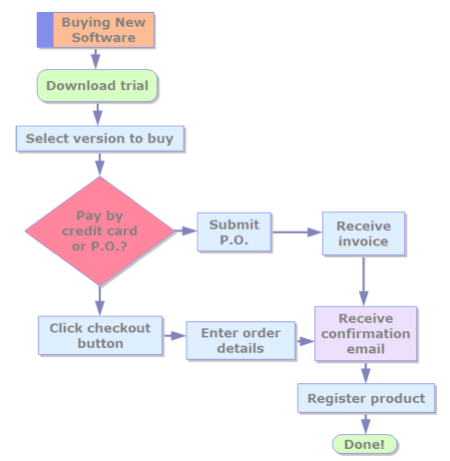 Buying New
Software
Download trial
Select version to buy
Pay by
credit card
or P.O.?
Submit
P.O.
Receive
invoice
Click checkout
button
Enter order
details
Receive
confirmation
email
Register product
Done!